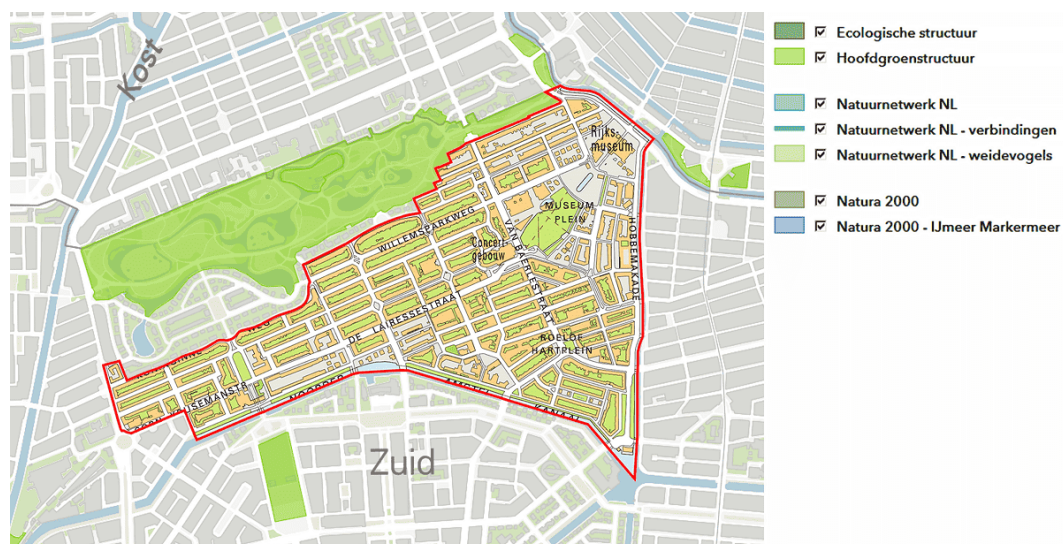 Kost
Rijks-
museum
MUSEUM
PLEIN
WILLEMSPARKWEG
Concert-
gebouw
VAN BAERLESTRAAT
HOBBEMAKADE
DE LAIRESSESTRAAT
ROELOF
HARTPLEIN
WEG
NOORDER
AMSTEL
KANAAL
Zuid
Ecologische structuur
Hoofdgroenstructuur
Natuurnetwerk NL
Natuurnetwerk NL - verbindingen
Natuurnetwerk NL - weidevogels
Natura 2000
Natura 2000 - IJmeer Markermeer